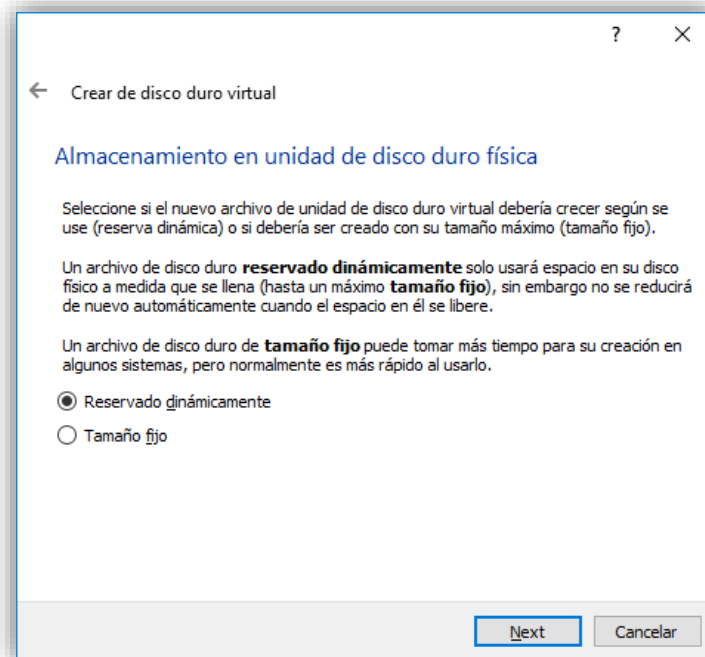 ?
Crear de disco duro virtual
Almacenamiento en unidad de disco duro física
Seleccione si el nuevo archivo de unidad de disco duro virtual debería crecer según se
use (reserva dinámica) o si debería ser creado con su tamaño máximo (tamaño fijo).
Un archivo de disco duro reservado dinámicamente solo usará espacio en su disco
físico a medida que se llena (hasta un máximo tamaño fijo), sin embargo no se reducirá
de nuevo automáticamente cuando el espacio en él se libere.
Un archivo de disco duro de tamaño fijo puede tomar más tiempo para su creación en
algunos sistemas, pero normalmente es más rápido al usarlo.
Reservado dinámicamente
Tamaño fijo
Next
Cancelar